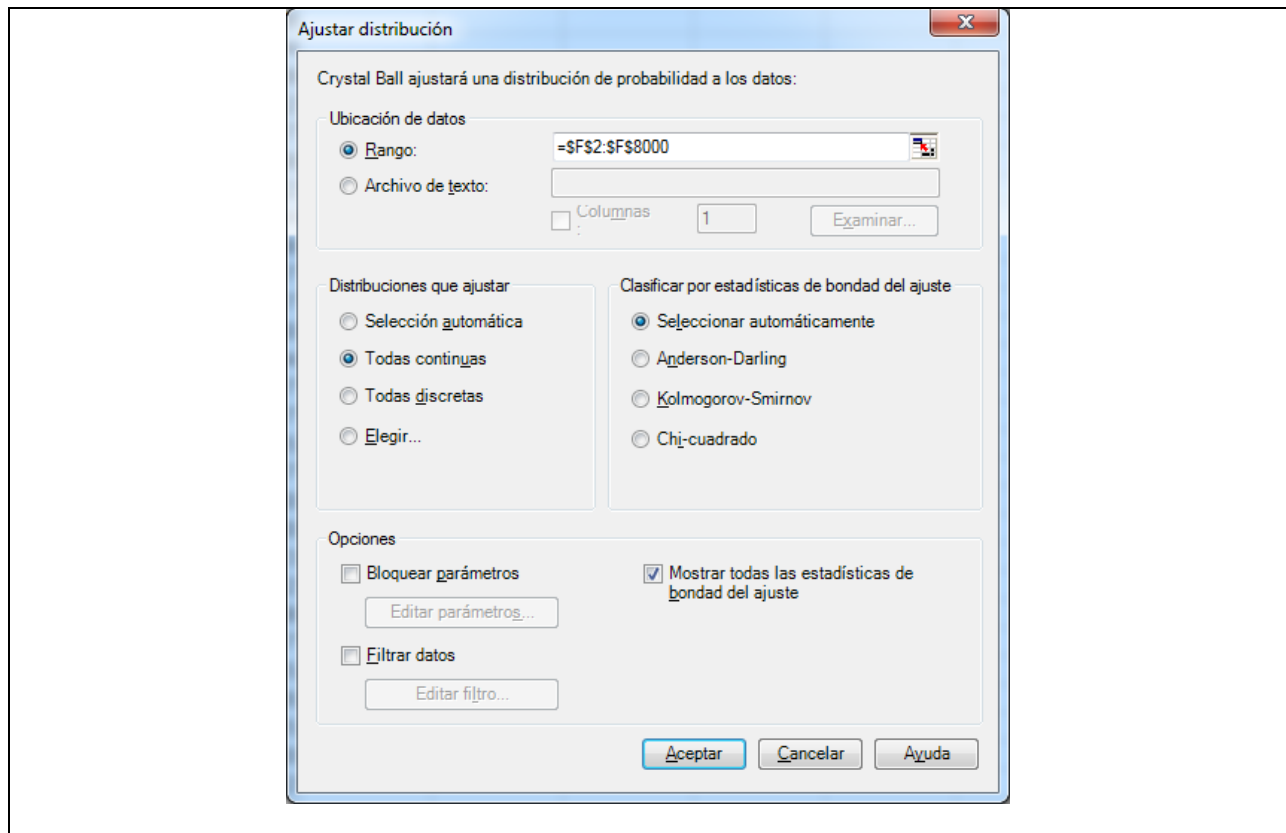 Ajustar distribución
Crystal Ball ajustará una distribución de probabilidad a los datos:
Ubicación de datos
Rango:
=$F$2:$F$8000
Archivo de texto:
Columnas
:
1
Examinar...
Distribuciones que ajustar
Selección automática
Todas continuas
Todas discretas
Elegir...
Clasificar por estadísticas de bondad del ajuste
Seleccionar automáticamente
Anderson-Darling
Kolmogorov-Smirnov
Chi-cuadrado
Opciones
Bloquear parámetros
Editar parámetros...
Filtrar datos
Editar filtro...
Mostrar todas las estadísticas de
bondad del ajuste
Aceptar
Cancelar
Ayuda